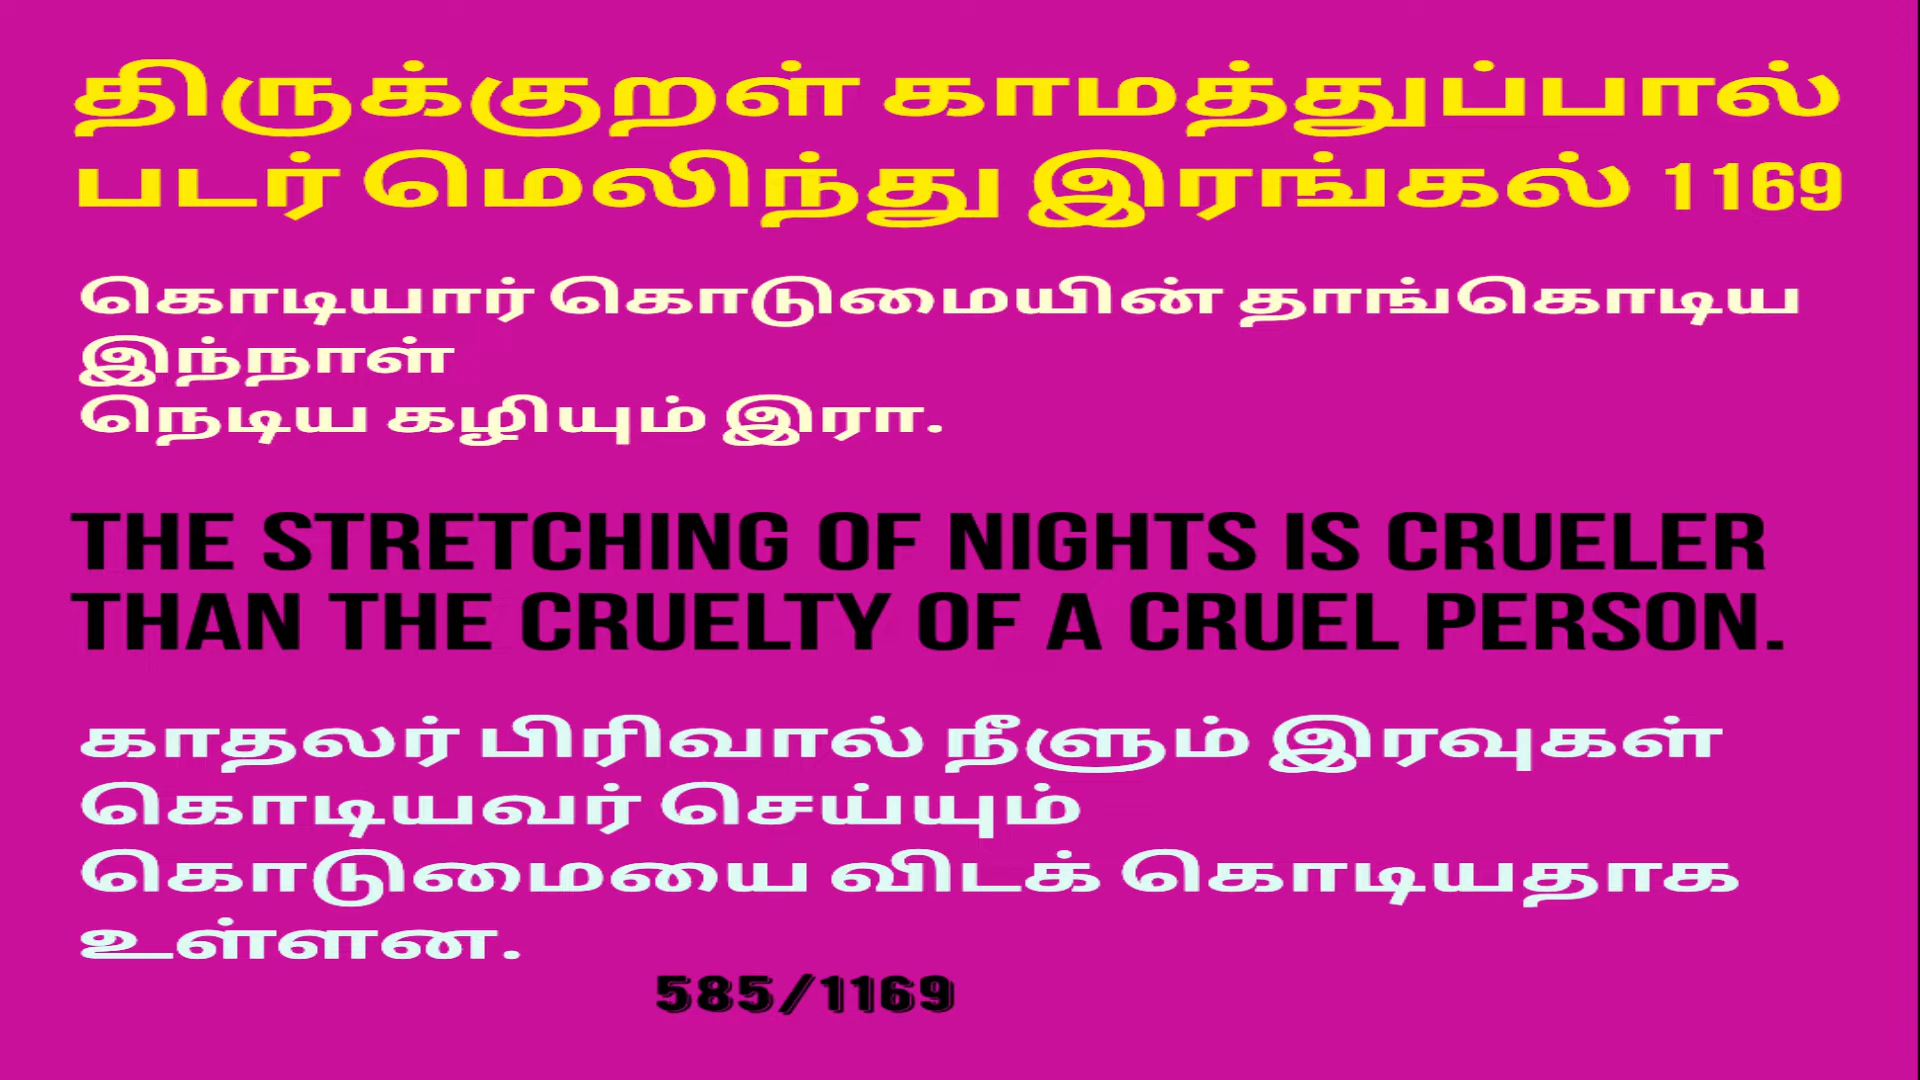 திருக்குறள் காமத்துப்பால்
படர் மெலிந்து இரங்கல் 1169
கொடியார் கொடுமையின் தாங்கொடிய
இந்நாள்
நெடிய கழியும் இரா.
THE STRETCHING OF NIGHTS IS CRUELER
THAN THE CRUELTY OF A CRUEL PERSON.
காதலர் பிரிவால் நீளும் இரவுகள்
கொடியவர் செய்யும்
கொடுமையை விடக் கொடியதாக
உள்ளன.
585/1169